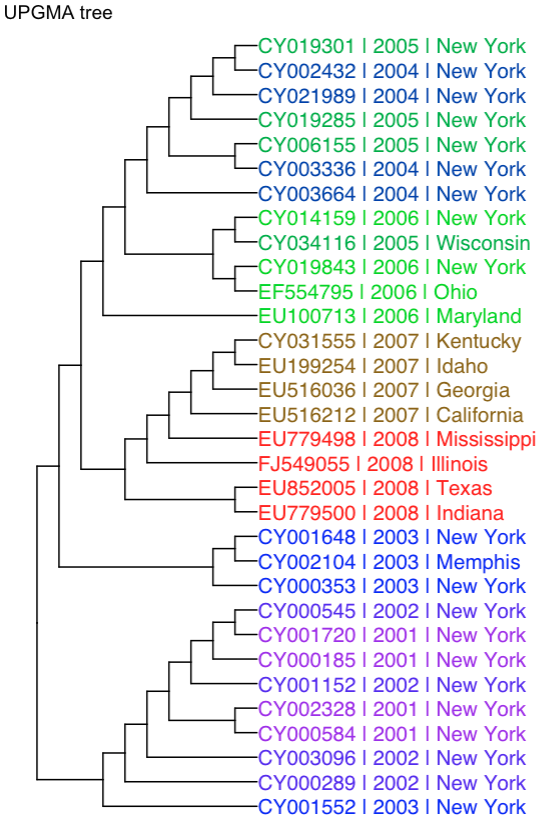 UPGMA tree
CY019301 | 2005 | New York
CY002432 | 2004 | New York
CY021989 | 2004 | New York
CY019285 | 2005 | New York
CY006155 | 2005 | New York
CY003336 | 2004 | New York
CY003664 | 2004 | New York
CY014159 | 2006 | New York
CY034116 | 2005 | Wisconsin
CY019843 | 2006 | New York
EF554795 | 2006 | Ohio
EU100713 | 2006 | Maryland
CY031555 | 2007 | Kentucky
EU199254 | 2007 | Idaho
EU516036 | 2007 | Georgia
EU516212 | 2007 | California
EU779498 | 2008 | Mississippi
FJ549055 | 2008 | Illinois
EU852005 | 2008 | Texas
EU779500 | 2008 | Indiana
CY001648 | 2003 | New York
CY002104 | 2003 | Memphis
CY000353 | 2003 | New York
CY000545 | 2002 | New York
CY001720 | 2001 | New York
CY000185 | 2001 | New York
CY001152 | 2002 | New York
CY002328 | 2001 | New York
CY000584 | 2001 | New York
CY003096 | 2002 | New York
CY000289 | 2002 | New York
CY001552 | 2003 | New York